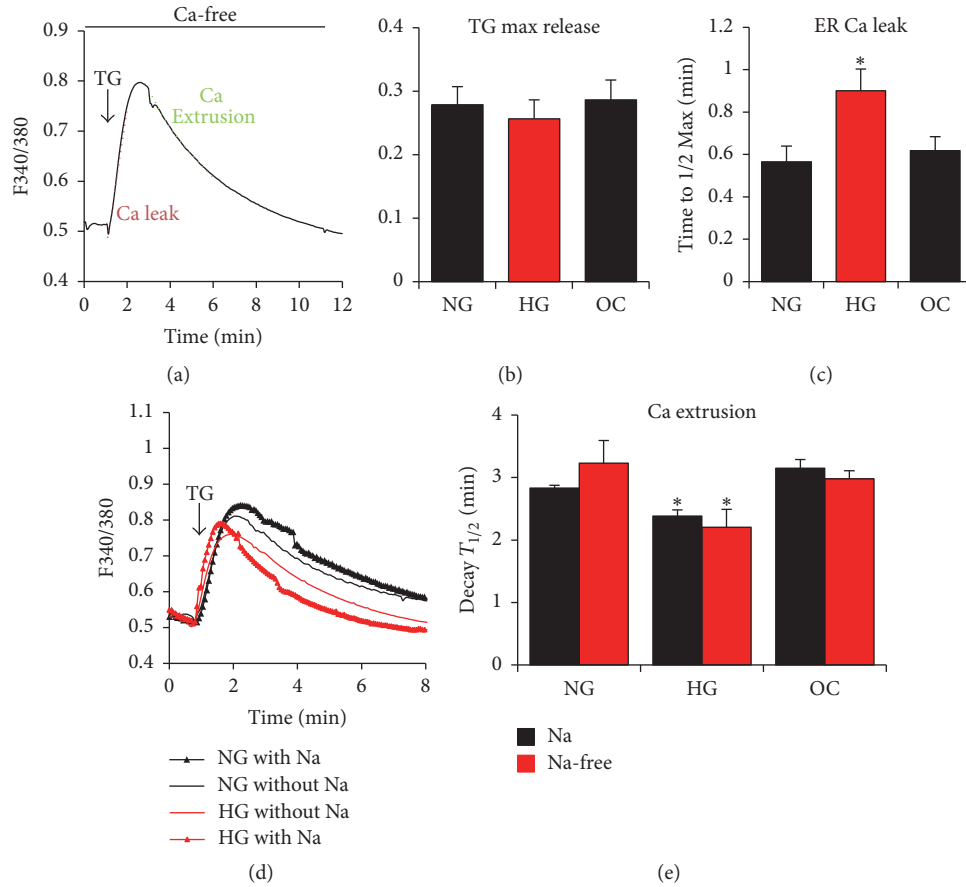 Ca-free
0.9
0.8
0.7
0.6
0.5
0.4
F340/380
TG
Ca
Extrusion
Ca leak
0 2 4 6 8 10 12
Time (min)
(a)
TG max release
0.4
0.3
0.2
0.1
0
NG HG OC
(b)
ER Ca leak
1.2
1
0.8
0.6
0.4
0.2
0
Time to 1/2 Max (min)
*
NG HG OC
(c)
1.1
1
0.9
0.8
0.7
0.6
0.5
0.4
F340/380
TG
0 2 4 6 8
Time (min)
NG with Na
NG without Na
HG without Na
HG with Na
(d)
Ca extrusion
4
3
2
1
0
Decay T1/2 (min)
* *
NG HG OC
Na
Na-free
(e)